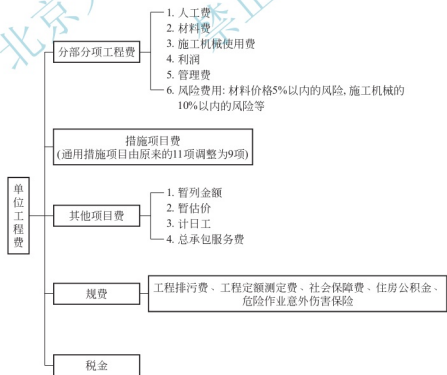 北京
禁止
分部分项工程费
1. 人工费
2. 材料费
3. 施工机械使用费
4. 利润
5. 管理费
6. 风险费用: 材料价格5%以内的风险, 施工机械的
10%以内的风险等
措施项目费
(通用措施项目由原来的11项调整为9项)
单位工程费
其他项目费
1. 暂列金额
2. 暂估价
3. 计日工
4. 总承包服务费
规费
工程排污费、工程定额测定费、社会保障费、住房公积金、
危险作业意外伤害保险
税金